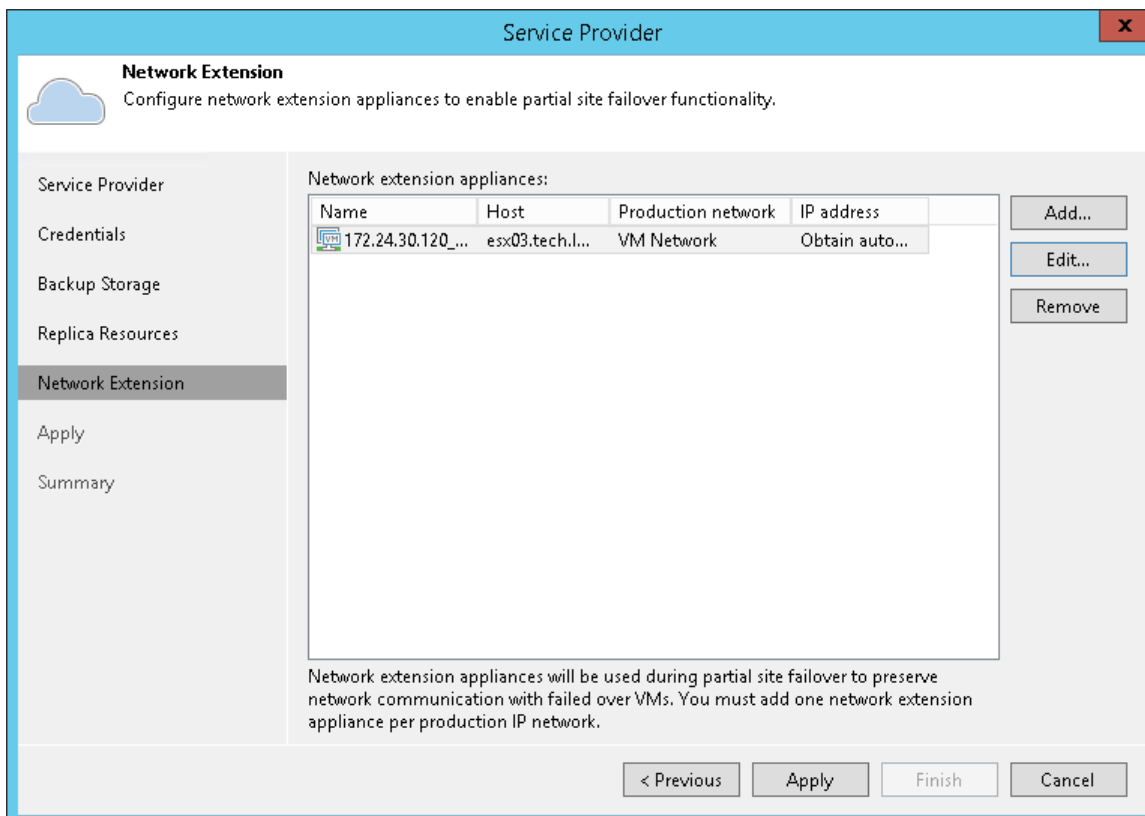 Service Provider
x
Network Extension
Configure network extension appliances to enable partial site failover functionality.
Service Provider
Credentials
Backup Storage
Replica Resources
Network Extension
Apply
Summary
Network extension appliances:
Name Host Production network IP address
VM 172.24.30.120_... esx03.tech.l... VM Network Obtain auto...
Add...
Edit...
Remove
Network extension appliances will be used during partial site failover to preserve
network communication with failed over VMs. You must add one network extension
appliance per production IP network.
< Previous Apply Finish Cancel